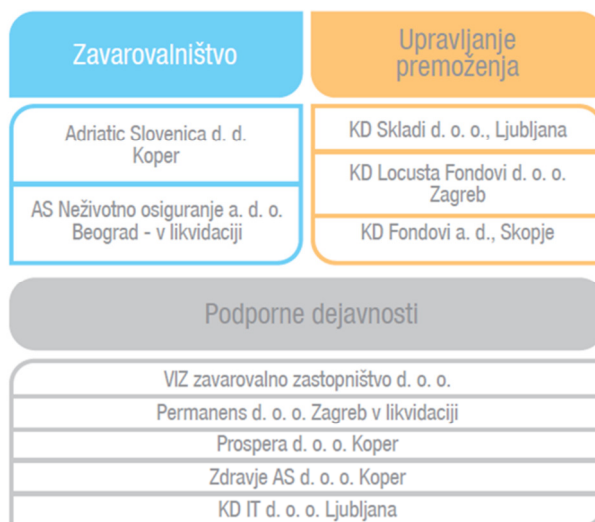 Zavarovalništvo
Adriatic Slovenica d. d.
Koper
AS Neživotno osiguranje a. d. o.
Beograd - v likvidaciji
Upravljanje
premoženja
KD Skladi d. o. o., Ljubljana
KD Locusta Fondovi d. o. o.
Zagreb
KD Fondovi a. d., Skopje
Podporne dejavnosti
VIZ zavarovalno zastopništvo d. o. o.
Permanens d. o. o. Zagreb v likvidaciji
Prospera d. o. o. Koper
Zdravje AS d. o. o. Koper
KD IT d. o. o. Ljubljana